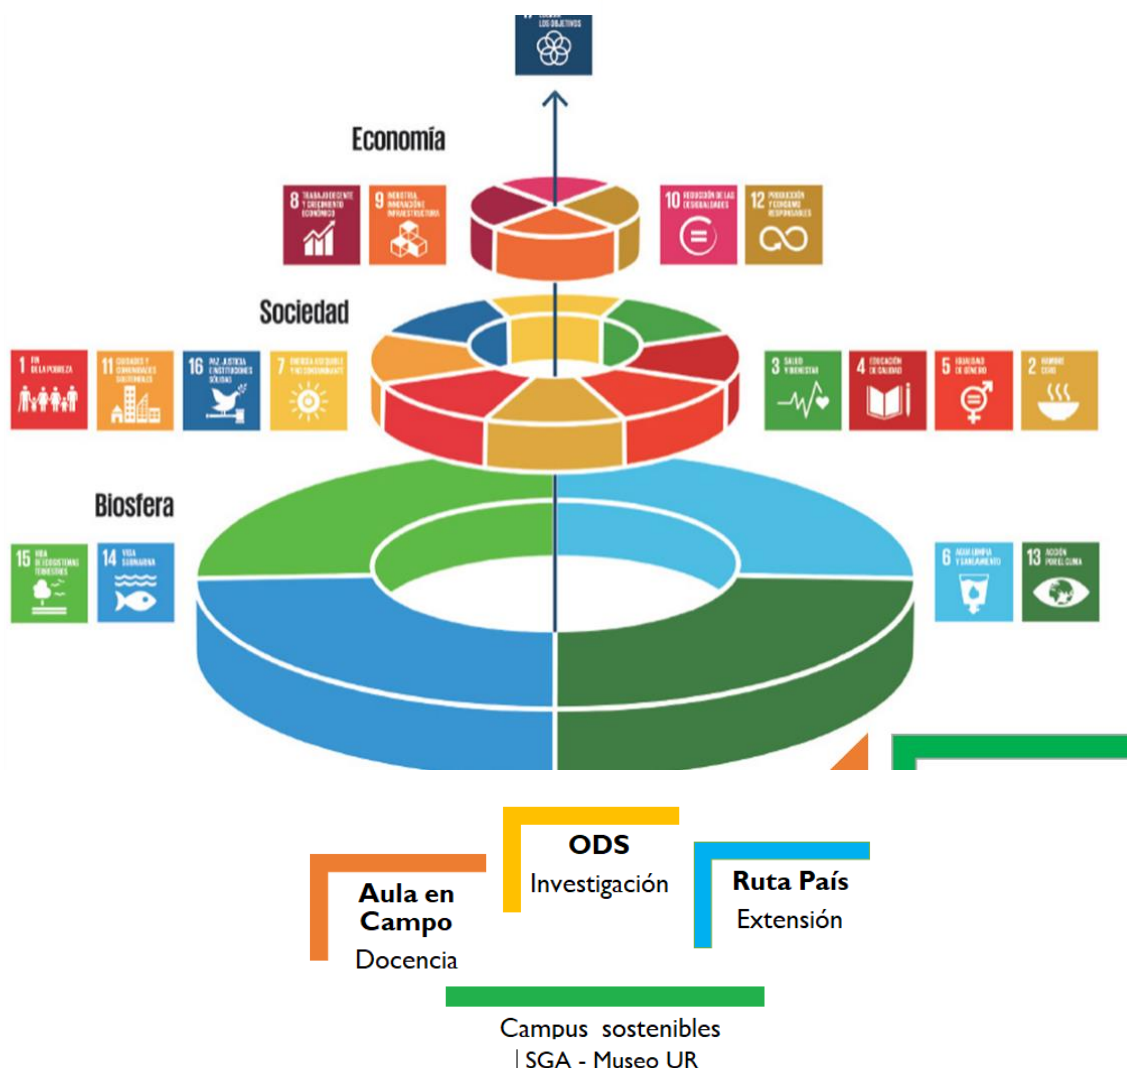 LOS OBJETIVOS
Economía
8 TRABAJO DECENTE
Y CRECIMIENTO
ECONÓMICO
9 INDUSTRIA,
INNOVACIÓN E
INFRAESTRUCTURA
10 REDUCCIÓN DE LAS
DESIGUALDADES
12 PRODUCCIÓN
Y CONSUMO
RESPONSABLES
Sociedad
1 FIN
DE LA POBREZA
11 CIUDADES Y
COMUNIDADES
SOSTENIBLES
16 PAZ, JUSTICIA
E INSTITUCIONES
SÓLIDAS
7 ENERGÍA ASEQUIBLE
Y NO CONTAMINANTE
3 SALUD
Y BIENESTAR
4 EDUCACIÓN
DE CALIDAD
5 IGUALDAD
DE GÉNERO
2 HAMBRE
CERO
Biosfera
15 VIDA
DE ECOSISTEMAS
TERRESTRES
14 VIDA
SUBMARINA
6 AGUA LIMPIA
Y SANEAMIENTO
13 ACCIÓN
POR EL CLIMA
ODS
Investigación
Aula en
Campo
Docencia
Ruta País
Extensión
Campus sostenibles
SGA - Museo UR